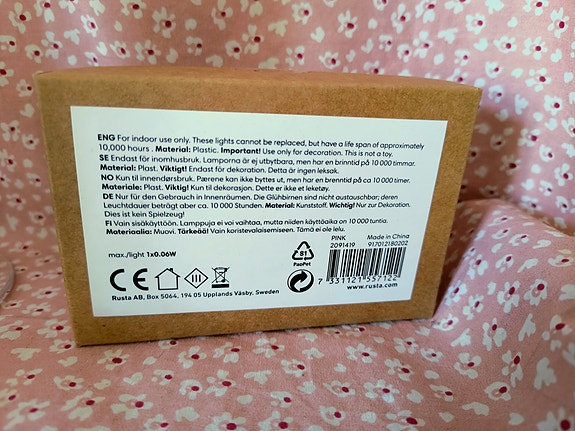 ENG For indoor use only. These lights cannot be replaced, but have a life span of approximately
10,000 hours . Material: Plastic. Important! Use only for decoration. This is not a toy.
SE Endast för inomhusbruk. Lamporna är ej utbytbara, men har en brinntid på 10 000 timmar.
Material: Plast. Viktigt! Endast för dekoration. Detta är ingen leksak.
NO Kun til innendørsbruk. Pærene kan ikke byttes ut, men har en brenntid på ca 10 000 timer.
Materiale: Plast. Viktig! Kun til dekorasjon. Dette er ikke et leketøy.
DE Nur für den Gebrauch in Innenräumen. Die Glühbirnen sind nicht austauschbar; deren
Leuchtdauer beträgt aber ca. 10 000 Stunden. Material: Kunststoff. Wichtig! Nur zur Dekoration.
Dies ist kein Spielzeug!
FI Vain sisäkäyttöön. Lamppuja ei voi vaihtaa, mutta niiden käyttöaika on 10 000 tuntia.
Materiaalia: Muovi. Tärkeää! Vain koristevalaisemiseen. Tämä ei ole lelu.
max./light 1x0.06W
CE
III
Rusta AB, Box 5064, 194 05 Upplands Väsby, Sweden
81
PaoPet
PINK
2091419
Made in China
917012180202
7 331121 557122
www.rusta.com